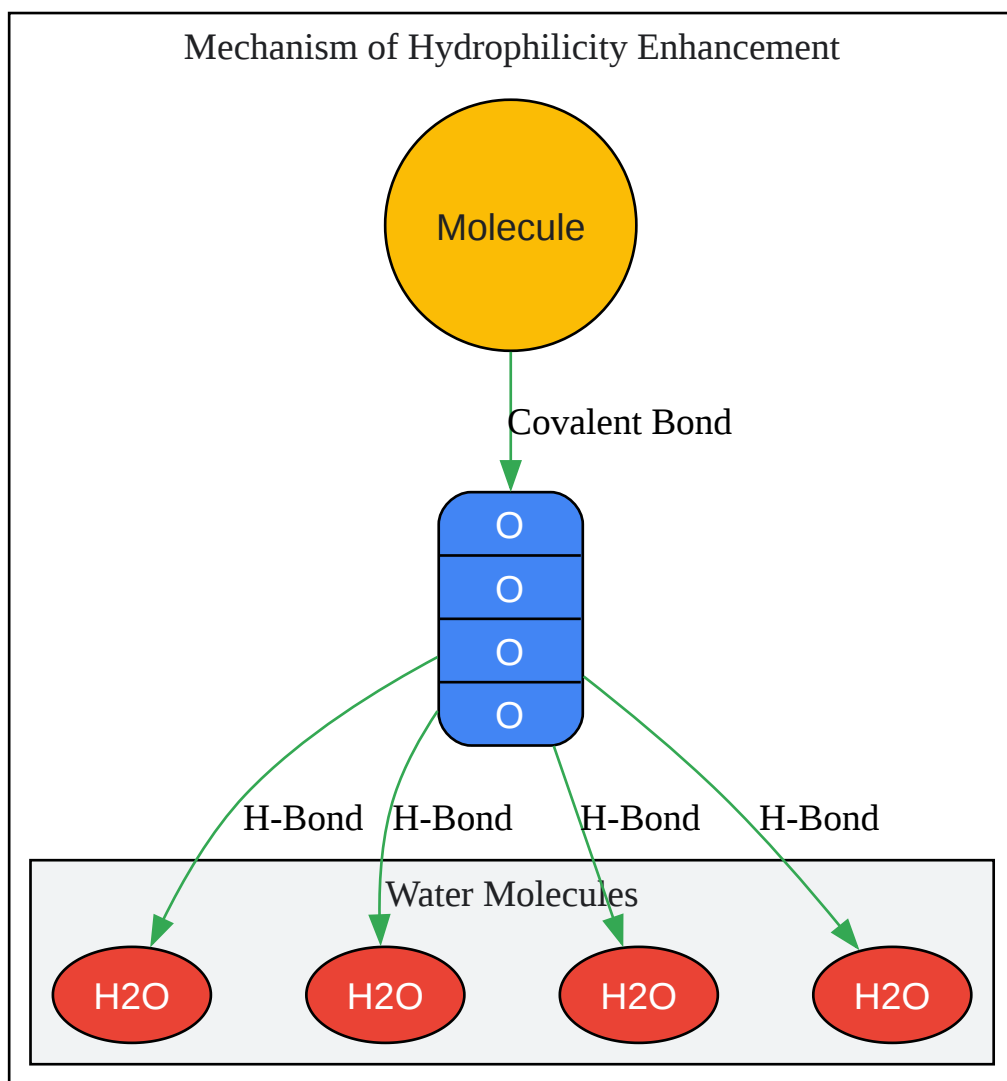 Mechanism of Hydrophilicity Enhancement
Molecule
Covalent Bond
O
O
O
O
H-Bond H-Bond H-Bond H-Bond
Water Molecules
H2O H2O H2O H2O